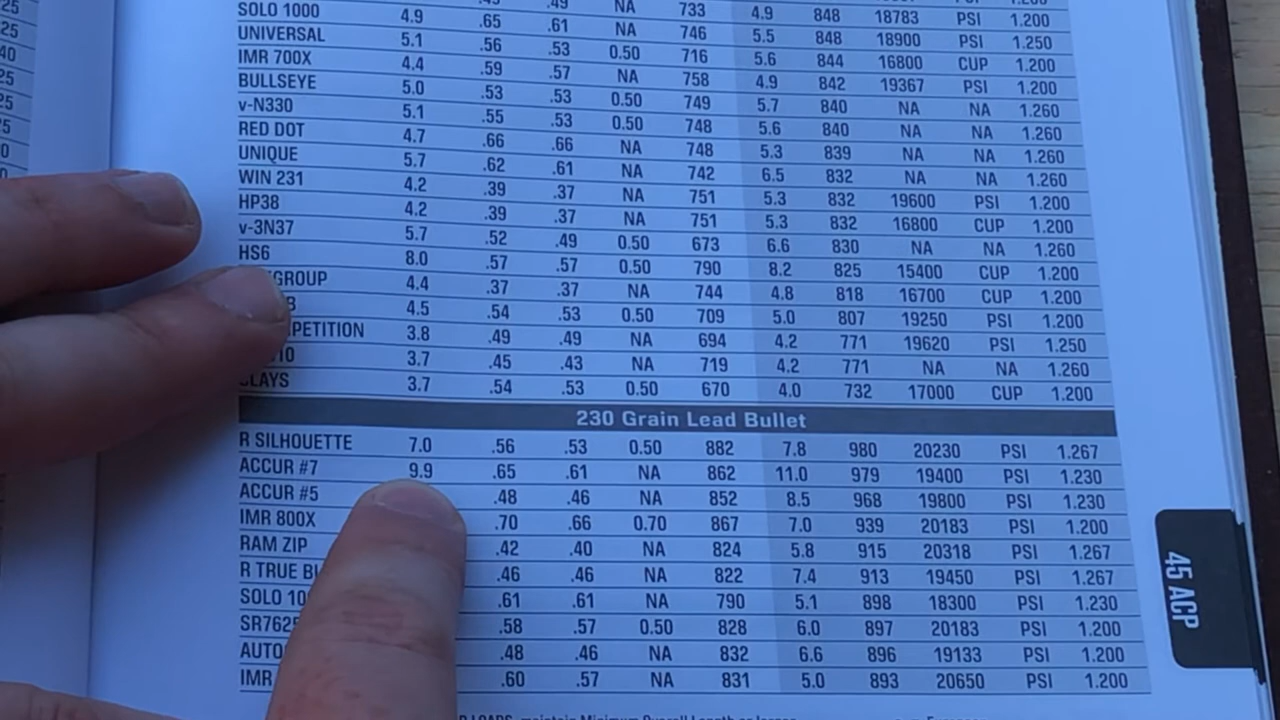 NA 733 4.9 848 18783 PSI 1.200
SOLO 1000 4.9 .65 .61 NA 746 5.5 848 18900 PSI 1.250
UNIVERSAL 5.1 .56 .53 0.50 716 5.6 844 16800 CUP 1.200
IMR 700X 4.4 .59 .57 NA 758 4.9 842 19367 PSI 1.200
BULLSEYE 5.0 .53 .53 0.50 749 5.7 840 NA NA 1.260
v-N330 5.1 .55 .53 0.50 748 5.6 840 NA NA 1.260
RED DOT 4.7 .66 .66 NA 748 5.3 839 NA NA 1.260
UNIQUE 5.7 .62 .61 NA 742 6.5 832 NA NA 1.260
WIN 231 4.2 .39 .37 NA 751 5.3 832 19600 PSI 1.200
HP38 4.2 .39 .37 NA 751 5.3 832 16800 CUP 1.200
v-3N37 5.7 .52 .49 0.50 673 6.6 830 NA NA 1.260
HS6 8.0 .57 .57 0.50 790 8.2 825 15400 CUP 1.200
GROUP 4.4 .37 .37 NA 744 4.8 818 16700 CUP 1.200
4.5 .54 .53 0.50 709 5.0 807 19250 PSI 1.200
PETITION 3.8 .49 .49 NA 694 4.2 771 19620 PSI 1.250
3.7 .45 .43 NA 719 4.2 771 NA NA 1.260
LAYS 3.7 .54 .53 0.50 670 4.0 732 17000 CUP 1.200
230 Grain Lead Bullet
R SILHOUETTE 7.0 .56 .53 0.50 882 7.8 980 20230 PSI 1.267
ACCUR #7 9.9 .65 .61 NA 862 11.0 979 19400 PSI 1.230
ACCUR #5 .48 .46 NA 852 8.5 968 19800 PSI 1.230
IMR 800X .70 .66 0.70 867 7.0 939 20183 PSI 1.200
RAM ZIP .42 .40 NA 824 5.8 915 20318 PSI 1.267
R TRUE BL .46 .46 NA 822 7.4 913 19450 PSI 1.267
SOLO 10 .61 .61 NA 790 5.1 898 18300 PSI 1.230
SR7625 .58 .57 0.50 828 6.0 897 20183 PSI 1.200
AUTO .48 .46 NA 832 6.6 896 19133 PSI 1.200
IMR .60 .57 NA 831 5.0 893 20650 PSI 1.200
45 ACP